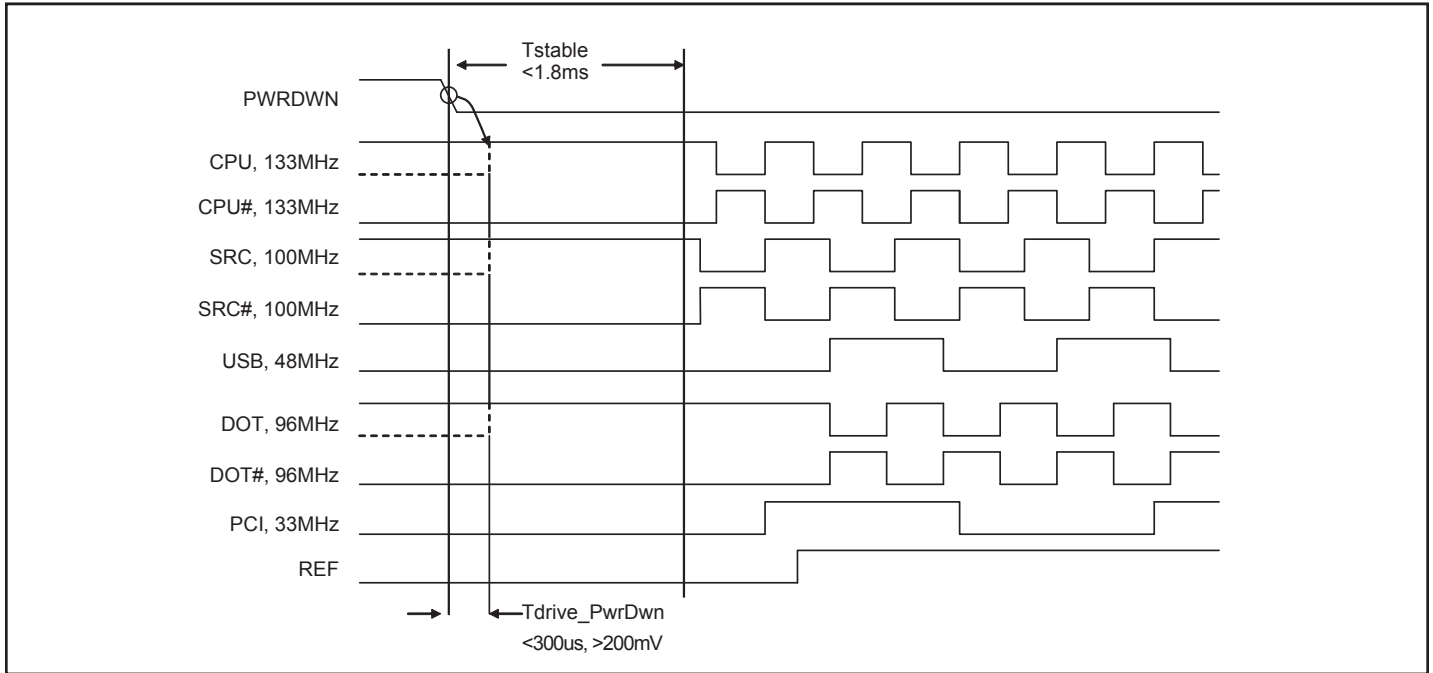 Tstable
<1.8ms
PWRDWN
CPU, 133MHz
CPU#, 133MHz
SRC, 100MHz
SRC#, 100MHz
USB, 48MHz
DOT, 96MHz
DOT#, 96MHz
PCI, 33MHz
REF
Tdrive_PwrDwn
<300us, >200mV